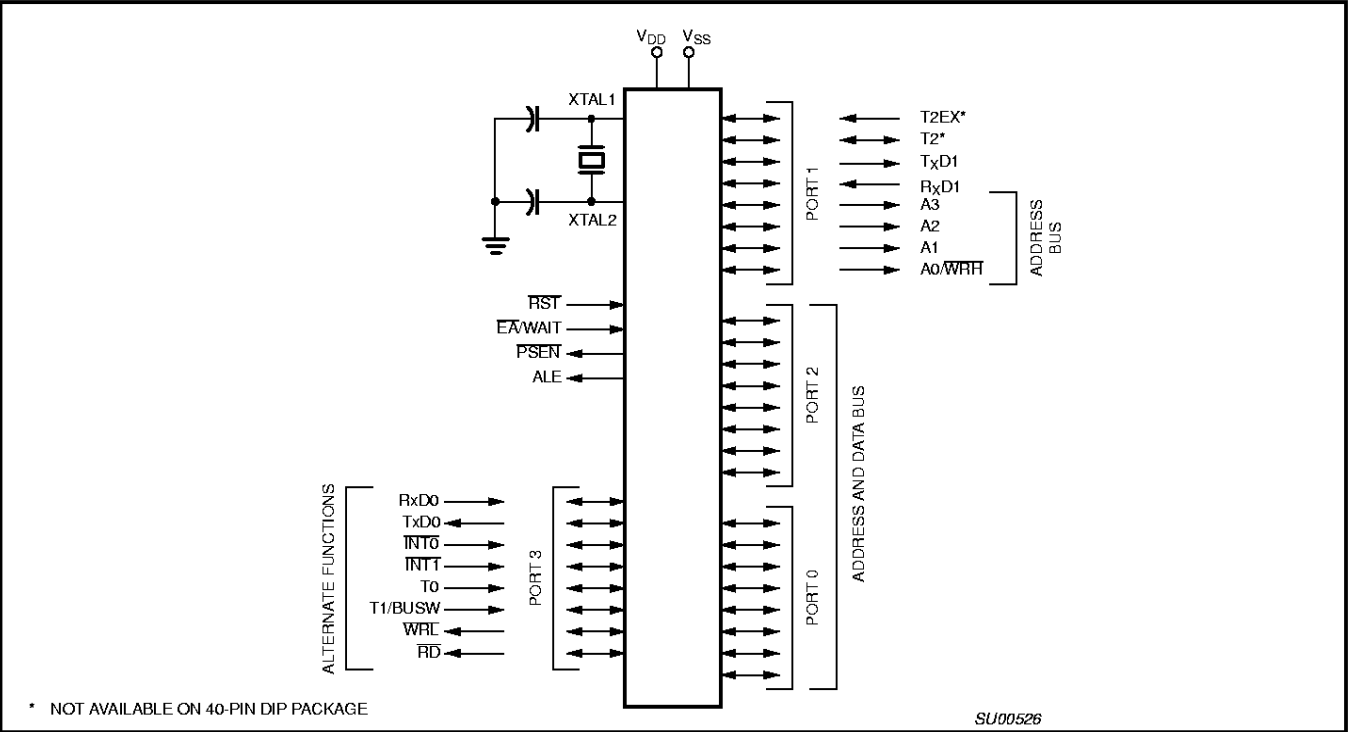 VDD VSS
XTAL1
XTAL2
RST
EA/WAIT
PSEN
ALE
ALTERNATE FUNCTIONS
RxD0
TxD0
INT0
INT1
T0
T1/BUSW
WRL
RD
PORT 3
PORT 1
T2EX*
T2*
TxD1
RxD1
A3
A2
A1
A0/WRH
ADDRESS
BUS
PORT 2
PORT 0
ADDRESS AND DATA BUS
* NOT AVAILABLE ON 40-PIN DIP PACKAGE
SU00526